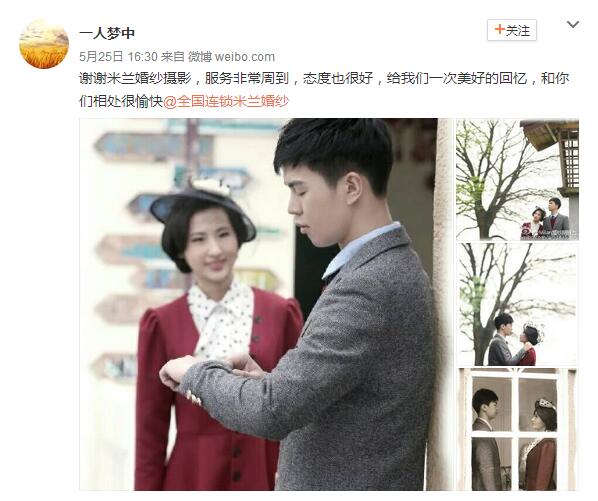 一人梦中
+关注
5月25日 16:30 来自 微博 weibo.com
谢谢米兰婚纱摄影，服务非常周到，态度也很好，给我们一次美好的回忆，和你
们相处很愉快@全国连锁米兰婚纱